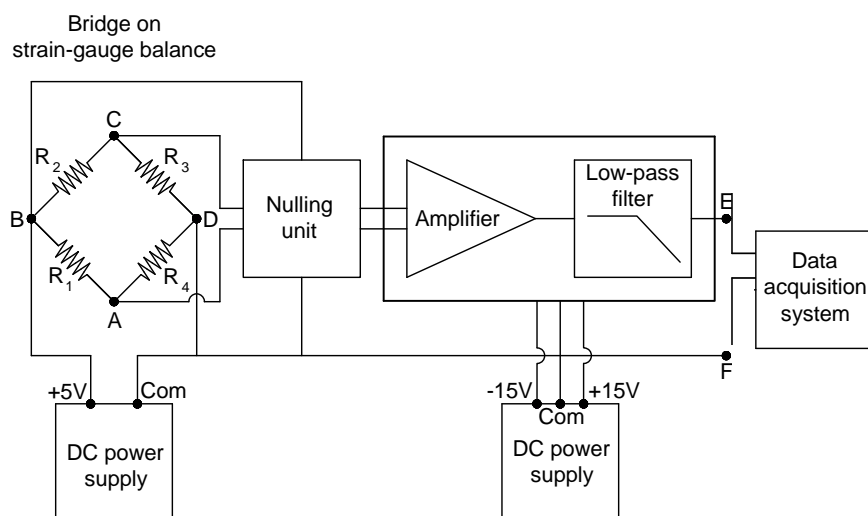 Bridge on
strain-gauge balance
C
R2
R3
B
D
R1
R4
A
Nulling
unit
Amplifier
Low-pass
filter
E
Data
acquisition
system
F
+5V
Com
-15V
Com
+15V
DC power
supply
DC power
supply